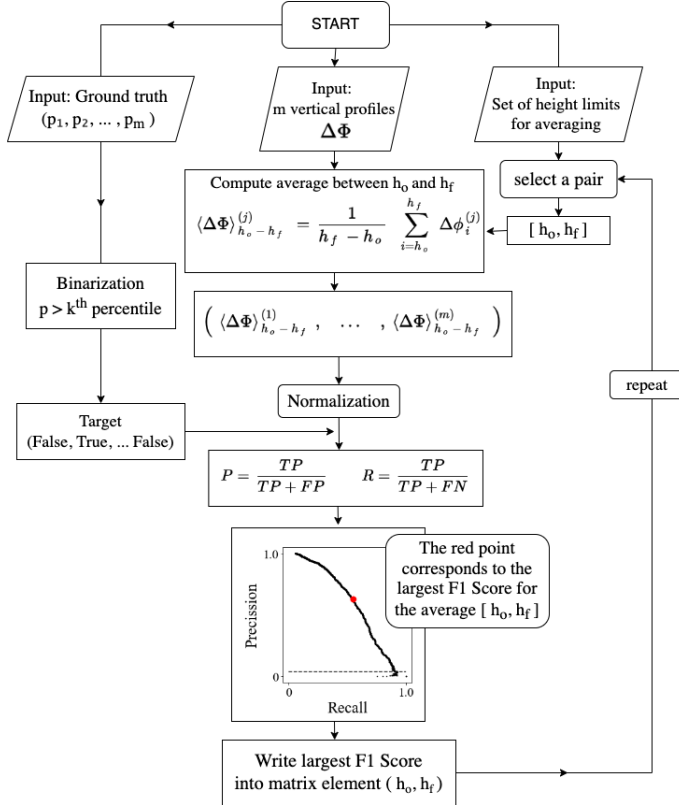 START
Input: Ground truth
(p₁, p₂, ... , pₘ )
Input:
m vertical profiles
ΔΦ
Input:
Set of height limits
for averaging
select a pair
[ hₒ, h_f ]
Compute average between hₒ and h_f
⟨ΔΦ⟩^(j)_{hₒ − h_f} = 1 / (h_f − hₒ) ∑_{i=hₒ}^{h_f} Δϕ_i^(j)
Binarization
p > kᵗʰ percentile
( ⟨ΔΦ⟩^(1)_{hₒ − h_f} , ... , ⟨ΔΦ⟩^(m)_{hₒ − h_f} )
repeat
Normalization
Target
(False, True, ... False)
P = TP / (TP + FP) R = TP / (TP + FN)
The red point
corresponds to the
largest F1 Score for
the average [ hₒ, h_f ]
1.0
Precission
0
0 1.0
Recall
Write largest F1 Score
into matrix element ( hₒ, h_f )